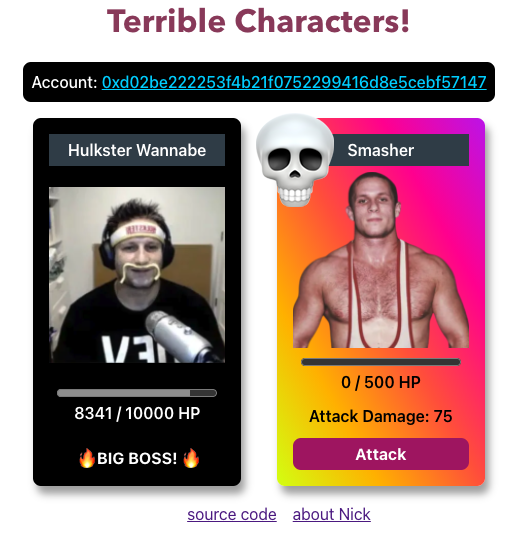 Terrible Characters!
Account: 0xd02be222253f4b21f0752299416d8e5cebf57147
Hulkster Wannabe
8341 / 10000 HP
🔥BIG BOSS! 🔥
Smasher
0 / 500 HP
Attack Damage: 75
Attack
source code
about Nick